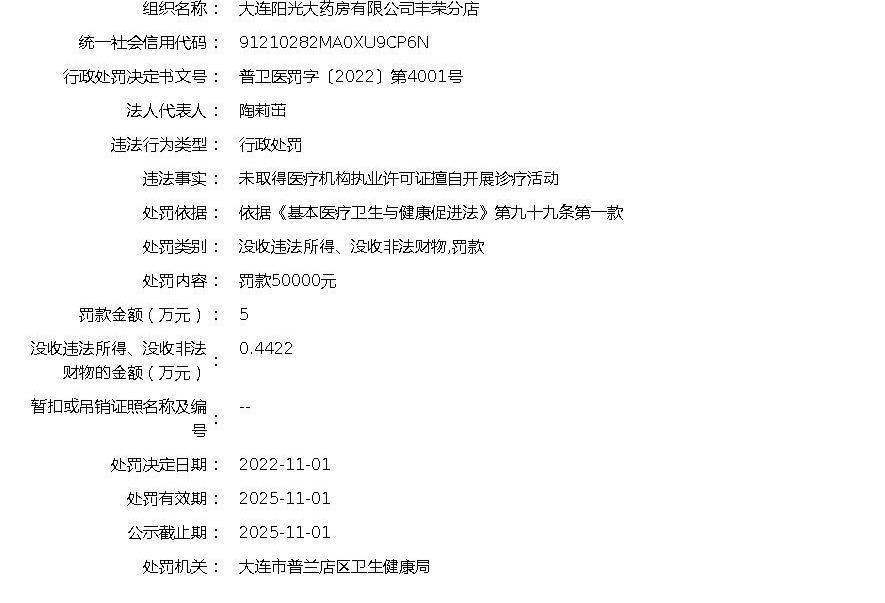 组织名称： 大连阳光大药房有限公司丰荣分店
统一社会信用代码： 91210282MA0XU9CP6N
行政处罚决定书文号： 普卫医罚字〔2022〕第4001号
法人代表人： 陶莉茁
违法行为类型： 行政处罚
违法事实： 未取得医疗机构执业许可证擅自开展诊疗活动
处罚依据： 依据《基本医疗卫生与健康促进法》第九十九条第一款
处罚类别： 没收违法所得、没收非法财物,罚款
处罚内容： 罚款50000元
罚款金额（万元）： 5
没收违法所得、没收非法 0.4422
财物的金额（万元）：
暂扣或吊销证照名称及编 --
号：
处罚决定日期： 2022-11-01
处罚有效期： 2025-11-01
公示截止期： 2025-11-01
处罚机关： 大连市普兰店区卫生健康局